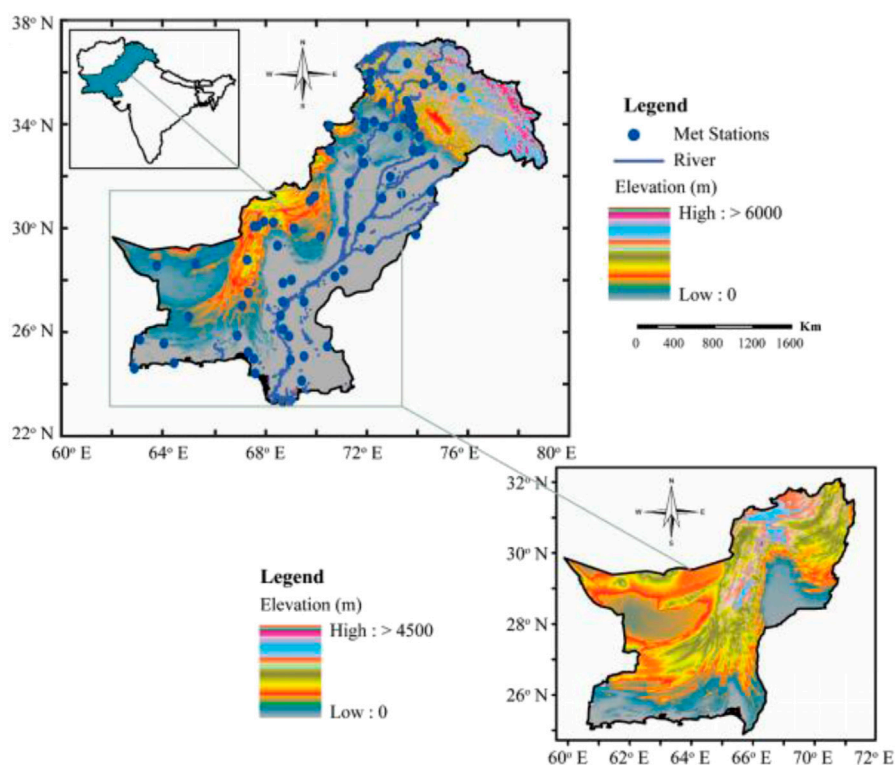 38° N
34° N
30° N
26° N
22° N
60° E 64° E 68° E 72° E 76° E 80° E
N
W E
S
Legend
Met Stations
River
Elevation (m)
High : > 6000
Low : 0
Km
0 400 800 1200 1600
Legend
Elevation (m)
High : > 4500
Low : 0
32° N
30° N
28° N
26° N
60° E 62° E 64° E 66° E 70° E 72° E
N
W E
S